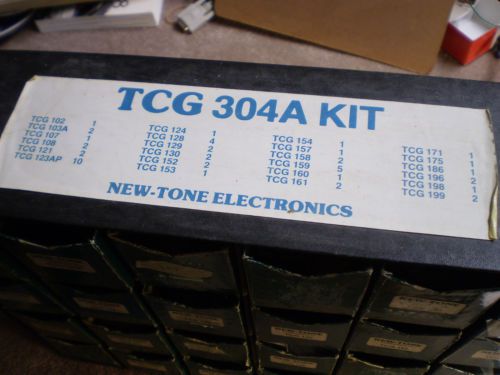 TCG 304A KIT
TCG 102 1
TCG 103A 2
TCG 107 1
TCG 108 2
TCG 121 2
TCG 123AP 10
TCG 124 1
TCG 128 4
TCG 129 2
TCG 130 2
TCG 152 2
TCG 153 1
TCG 154 1
TCG 157 1
TCG 158 2
TCG 159 5
TCG 160 1
TCG 161 2
TCG 171 1
TCG 175 1
TCG 186 1
TCG 196 2
TCG 198 1
TCG 199 2
NEW-TONE ELECTRONICS